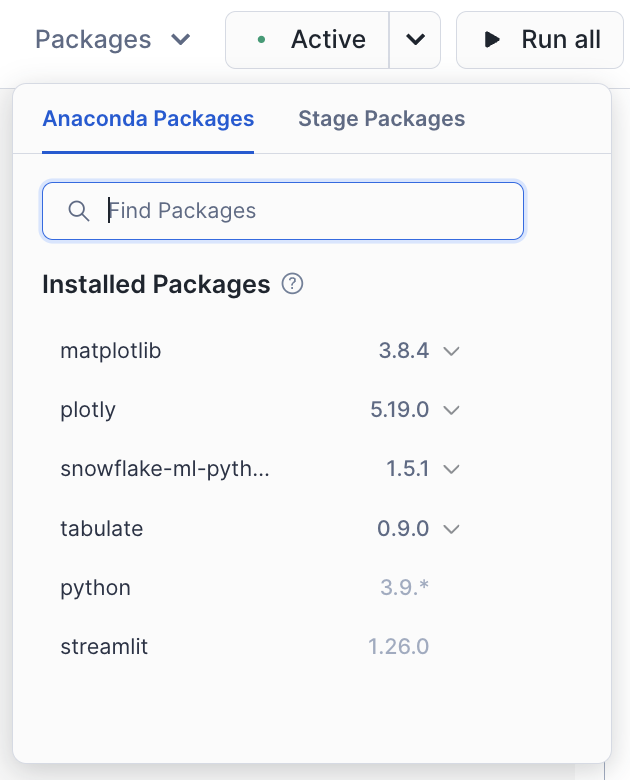 Packages Active Run all
Anaconda Packages Stage Packages
Find Packages
Installed Packages ?
matplotlib 3.8.4
plotly 5.19.0
snowflake-ml-pyth... 1.5.1
tabulate 0.9.0
python 3.9.*
streamlit 1.26.0